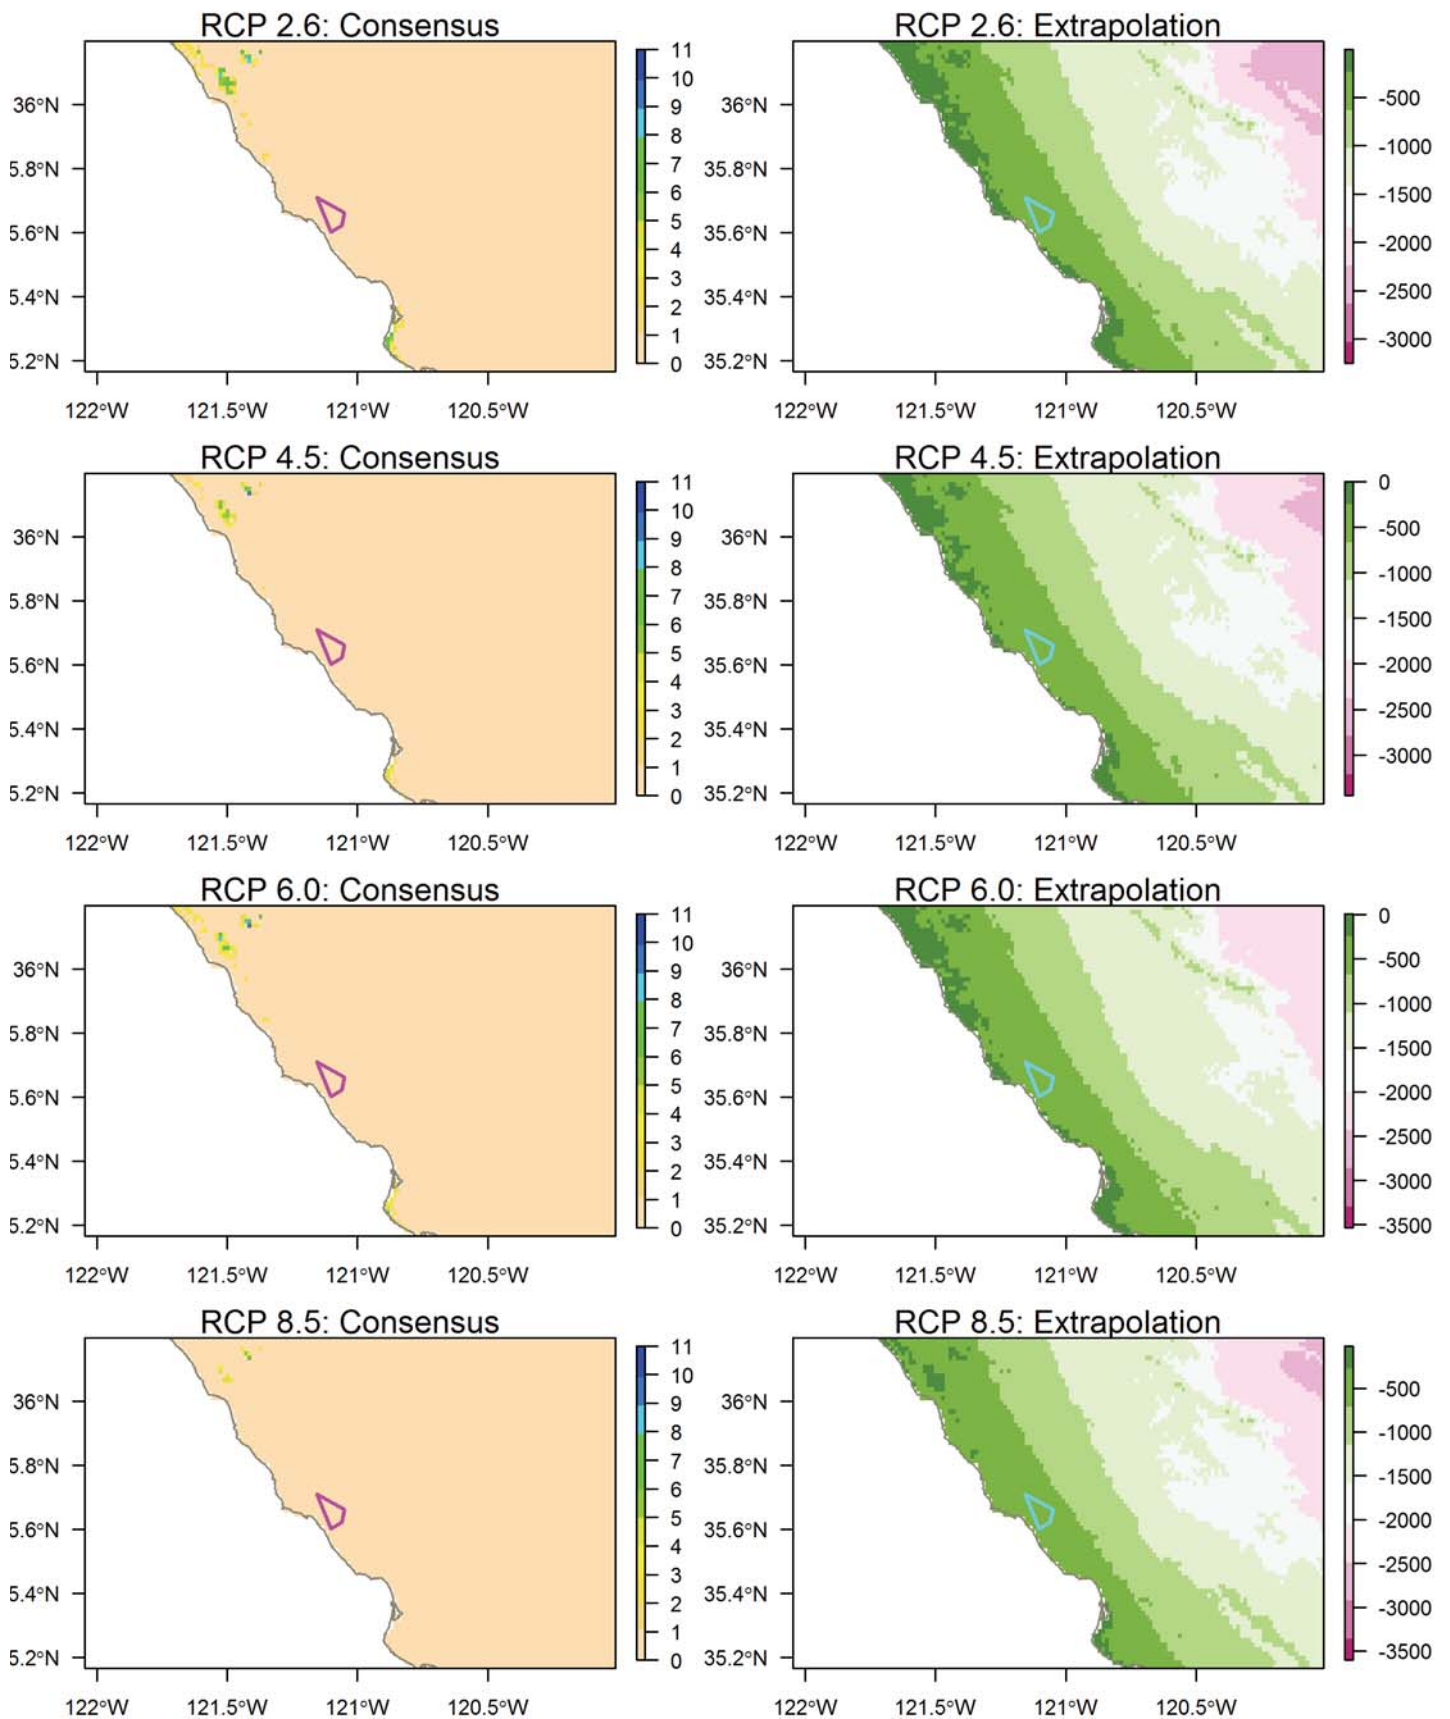 RCP 2.6: Consensus
36°N
5.8°N
5.6°N
5.4°N
5.2°N
122°W 121.5°W 121°W 120.5°W
11
10
9
8
7
6
5
4
3
2
1
0
RCP 2.6: Extrapolation
36°N
35.8°N
35.6°N
35.4°N
35.2°N
122°W 121.5°W 121°W 120.5°W
-500
-1000
-1500
-2000
-2500
-3000
RCP 4.5: Consensus
36°N
5.8°N
5.6°N
5.4°N
5.2°N
122°W 121.5°W 121°W 120.5°W
11
10
9
8
7
6
5
4
3
2
1
0
RCP 4.5: Extrapolation
36°N
35.8°N
35.6°N
35.4°N
35.2°N
122°W 121.5°W 121°W 120.5°W
0
-500
-1000
-1500
-2000
-2500
-3000
RCP 6.0: Consensus
36°N
5.8°N
5.6°N
5.4°N
5.2°N
122°W 121.5°W 121°W 120.5°W
11
10
9
8
7
6
5
4
3
2
1
0
RCP 6.0: Extrapolation
36°N
35.8°N
35.6°N
35.4°N
35.2°N
122°W 121.5°W 121°W 120.5°W
0
-500
-1000
-1500
-2000
-2500
-3000
-3500
RCP 8.5: Consensus
36°N
5.8°N
5.6°N
5.4°N
5.2°N
122°W 121.5°W 121°W 120.5°W
11
10
9
8
7
6
5
4
3
2
1
0
RCP 8.5: Extrapolation
36°N
35.8°N
35.6°N
35.4°N
35.2°N
122°W 121.5°W 121°W 120.5°W
-500
-1000
-1500
-2000
-2500
-3000
-3500